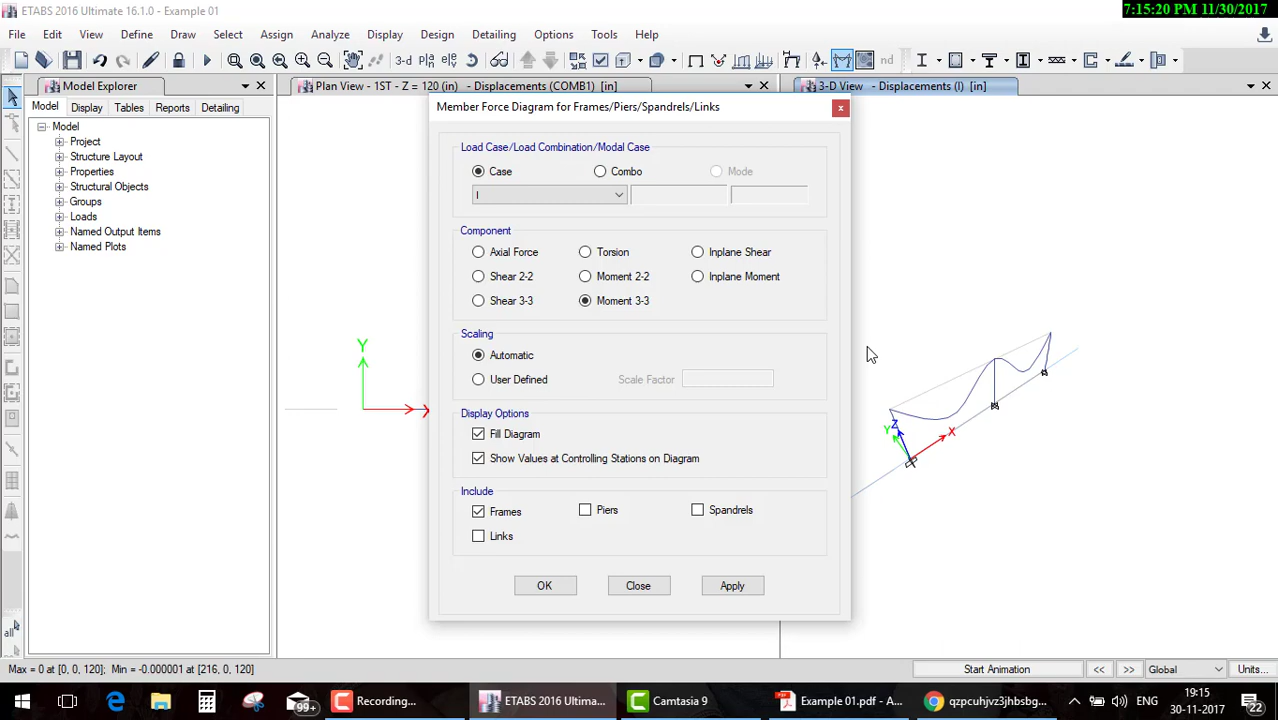 ETABS 2016 Ultimate 16.1.0 - Example 01
7:15:20 PM 11/30/2017
File Edit View Define Draw Select Assign Analyze Display Design Detailing Options Tools Help
3-d Pla ele nd
Model Explorer
Plan View - 1ST - Z = 120 (in) - Displacements (COMB1) [in]
3-D View - Displacements (I) [in]
Model Display Tables Reports Detailing
Model
Project
Structure Layout
Properties
Structural Objects
Groups
Loads
Named Output Items
Named Plots
all
Member Force Diagram for Frames/Piers/Spandrels/Links
x
Load Case/Load Combination/Modal Case
Case Combo Mode
I
Component
Axial Force Torsion Inplane Shear
Shear 2-2 Moment 2-2 Inplane Moment
Shear 3-3 Moment 3-3
Scaling
Automatic
User Defined Scale Factor
Display Options
Fill Diagram
Show Values at Controlling Stations on Diagram
Include
Frames Piers Spandrels
Links
OK Close Apply
Y
X
Z
Y
X
Max = 0 at [0, 0, 120]; Min = -0.000001 at [216, 0, 120]
Start Animation << >> Global Units...
99+
Recording...
ETABS 2016 Ultima...
Camtasia 9
Example 01.pdf - A...
qzpcuhjvz3jhbsbg...
ENG
19:15
30-11-2017
22